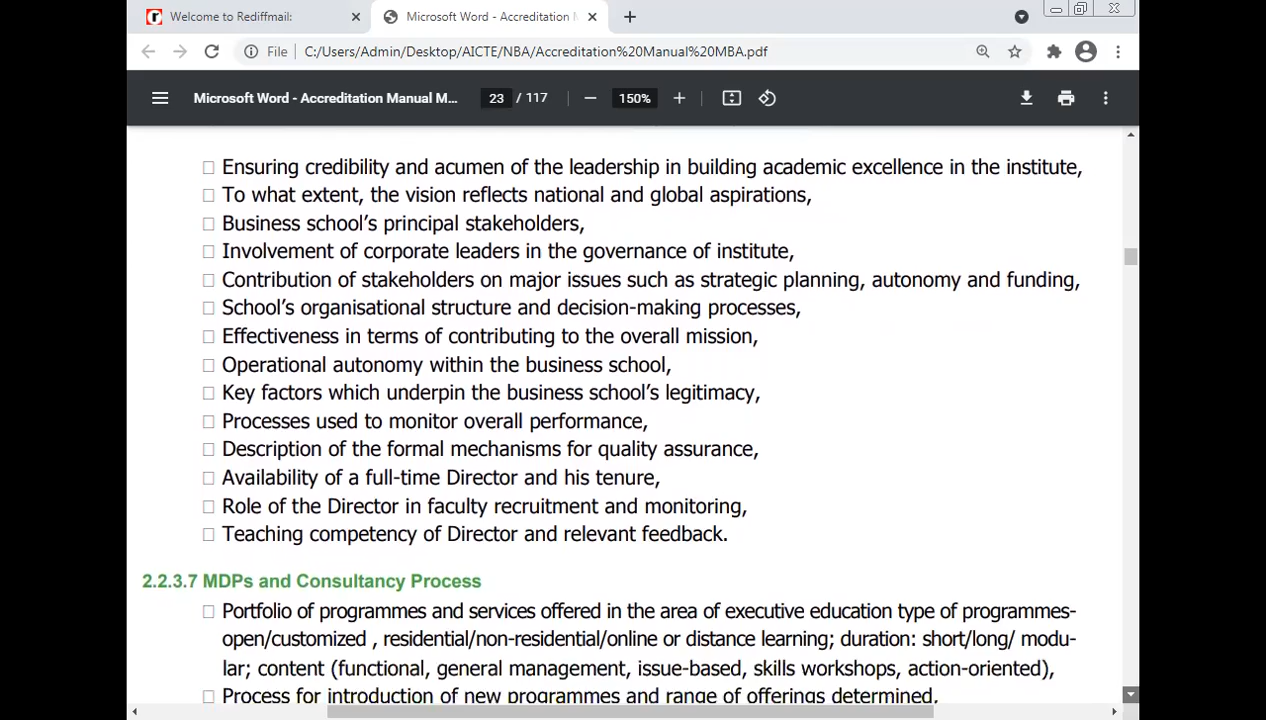 Welcome to Rediffmail:
Microsoft Word - Accreditation M
File C:/Users/Admin/Desktop/AICTE/NBA/Accreditation%20Manual%20MBA.pdf
Microsoft Word - Accreditation Manual M... 23 / 117 150%
Ensuring credibility and acumen of the leadership in building academic excellence in the institute,
To what extent, the vision reflects national and global aspirations,
Business school's principal stakeholders,
Involvement of corporate leaders in the governance of institute,
Contribution of stakeholders on major issues such as strategic planning, autonomy and funding,
School's organisational structure and decision-making processes,
Effectiveness in terms of contributing to the overall mission,
Operational autonomy within the business school,
Key factors which underpin the business school's legitimacy,
Processes used to monitor overall performance,
Description of the formal mechanisms for quality assurance,
Availability of a full-time Director and his tenure,
Role of the Director in faculty recruitment and monitoring,
Teaching competency of Director and relevant feedback.
2.2.3.7 MDPs and Consultancy Process
Portfolio of programmes and services offered in the area of executive education type of programmes-
open/customized , residential/non-residential/online or distance learning; duration: short/long/ modu-
lar; content (functional, general management, issue-based, skills workshops, action-oriented),
Process for introduction of new programmes and range of offerings determined,